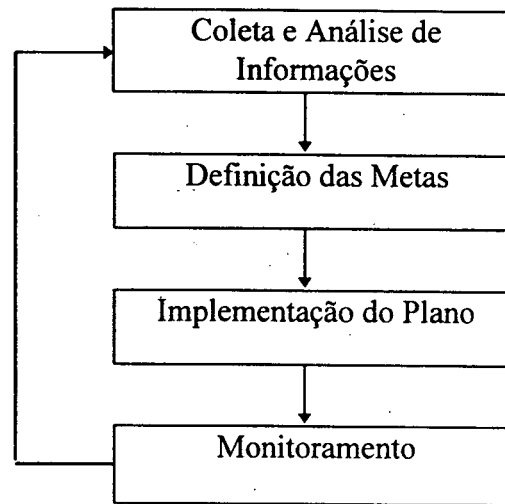 Coleta e Análise de
Informações
Definição das Metas
Implementação do Plano
Monitoramento